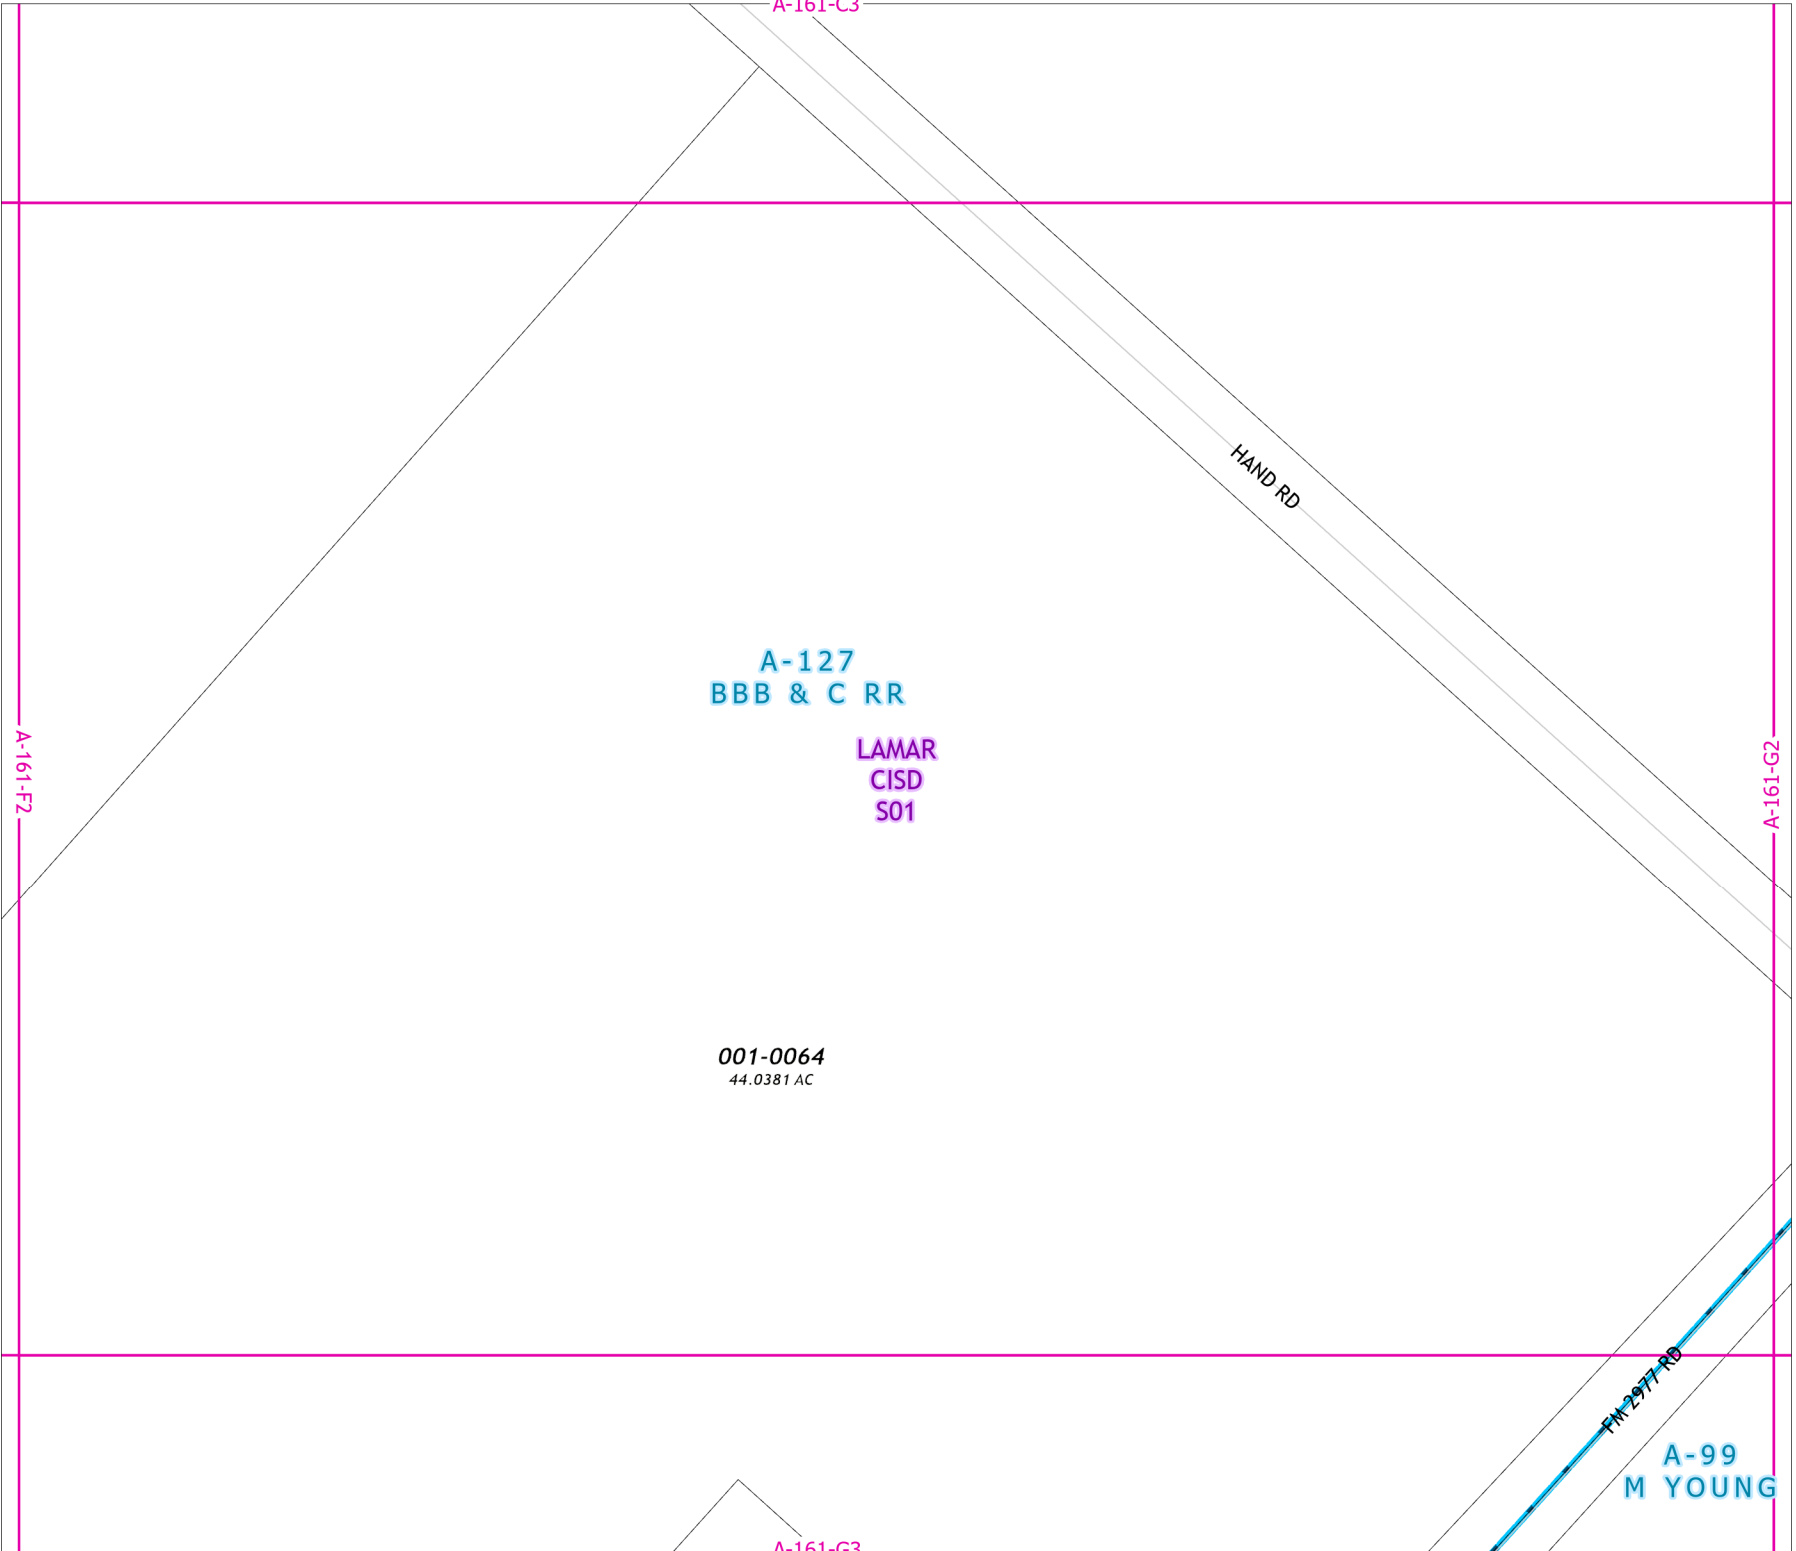 A-161-C3
HAND RD
A-127
BBB & C RR
LAMAR
CISD
S01
A-161-F2
A-161-G2
001-0064
44.0381 AC
FM 2977 RD
A-99
M YOUNG
A-161-G3